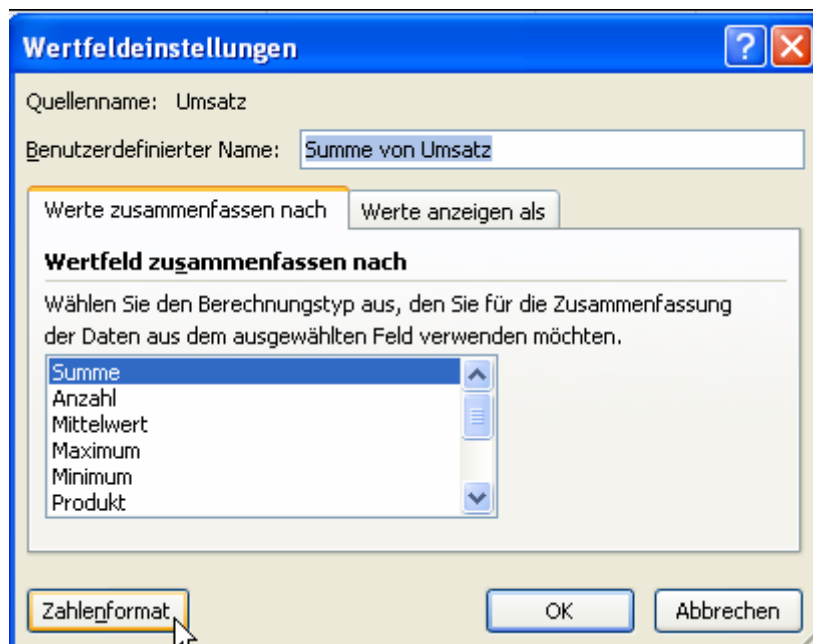 Wertfeldeinstellungen
Quellenname: Umsatz
Benutzerdefinierter Name: Summe von Umsatz
Werte zusammenfassen nach Werte anzeigen als
Wertfeld zusammenfassen nach
Wählen Sie den Berechnungstyp aus, den Sie für die Zusammenfassung
der Daten aus dem ausgewählten Feld verwenden möchten.
Summe
Anzahl
Mittelwert
Maximum
Minimum
Produkt
Zahlenformat OK Abbrechen